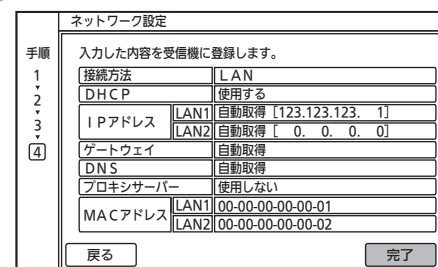 ネットワーク設定
手順
1
2
3
4
入力した内容を受信機に登録します。
接続方法 LAN
DHCP 使用する
IPアドレス LAN1 自動取得［123.123.123. 1］
LAN2 自動取得［ 0. 0. 0. 0］
ゲートウェイ 自動取得
DNS 自動取得
プロキシサーバー 使用しない
MACアドレス LAN1 00-00-00-00-00-01
LAN2 00-00-00-00-00-02
戻る 完了